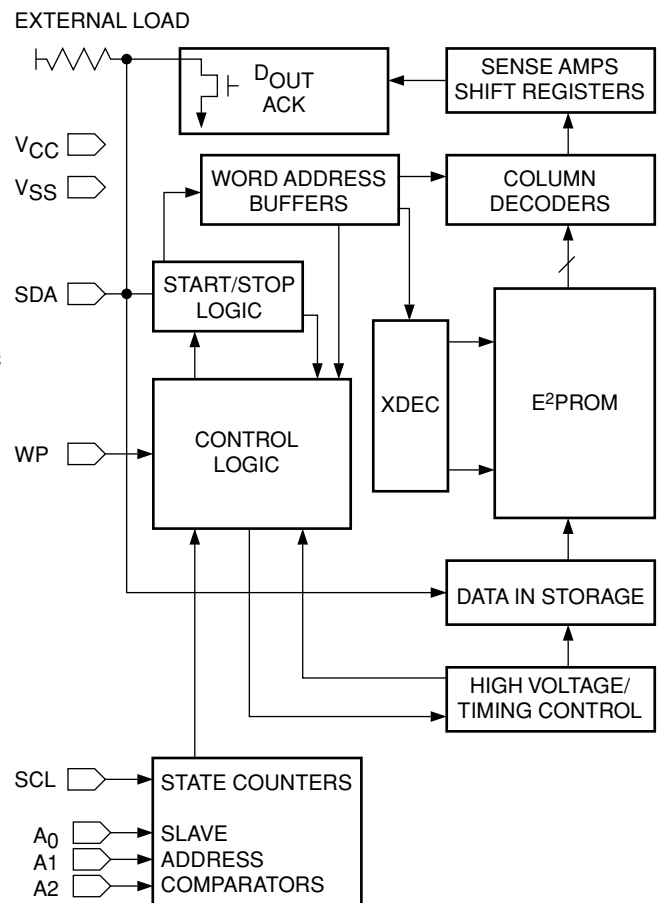 EXTERNAL LOAD
DOUT
ACK
SENSE AMPS
SHIFT REGISTERS
VCC
VSS
WORD ADDRESS
BUFFERS
COLUMN
DECODERS
SDA
START/STOP
LOGIC
XDEC
E²PROM
WP
CONTROL
LOGIC
DATA IN STORAGE
HIGH VOLTAGE/
TIMING CONTROL
SCL
STATE COUNTERS
A0
SLAVE
A1
ADDRESS
A2
COMPARATORS